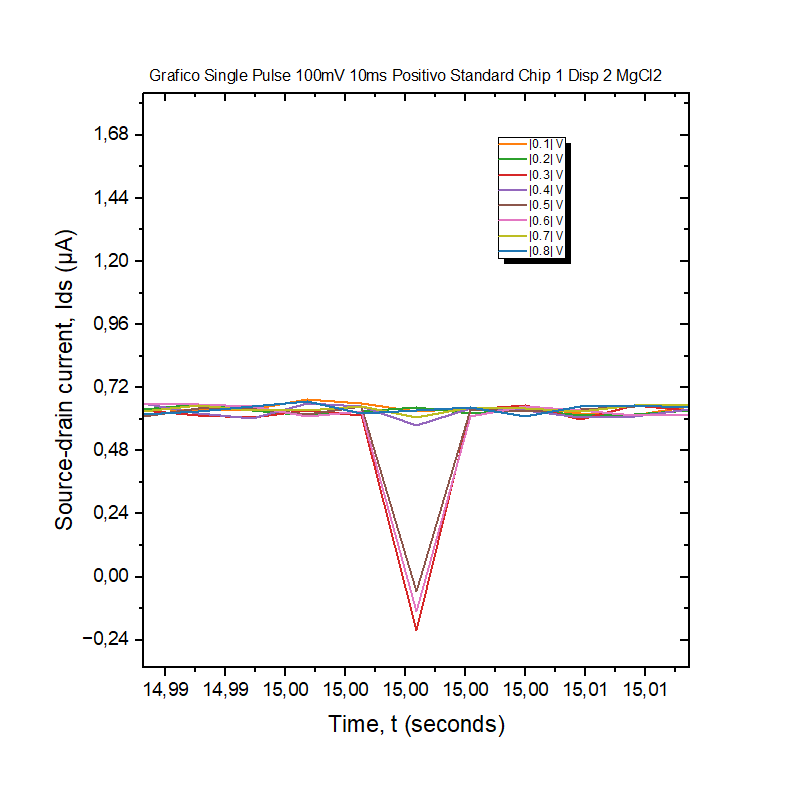 Grafico Single Pulse 100mV 10ms Positivo Standard Chip 1 Disp 2 MgCl2
|0.1| V
|0.2| V
|0.3| V
|0.4| V
|0.5| V
|0.6| V
|0.7| V
|0.8| V
Source-drain current, Ids (µA)
1,68
1,44
1,20
0,96
0,72
0,48
0,24
0,00
−0,24
14,99 14,99 15,00 15,00 15,00 15,00 15,00 15,01 15,01
Time, t (seconds)